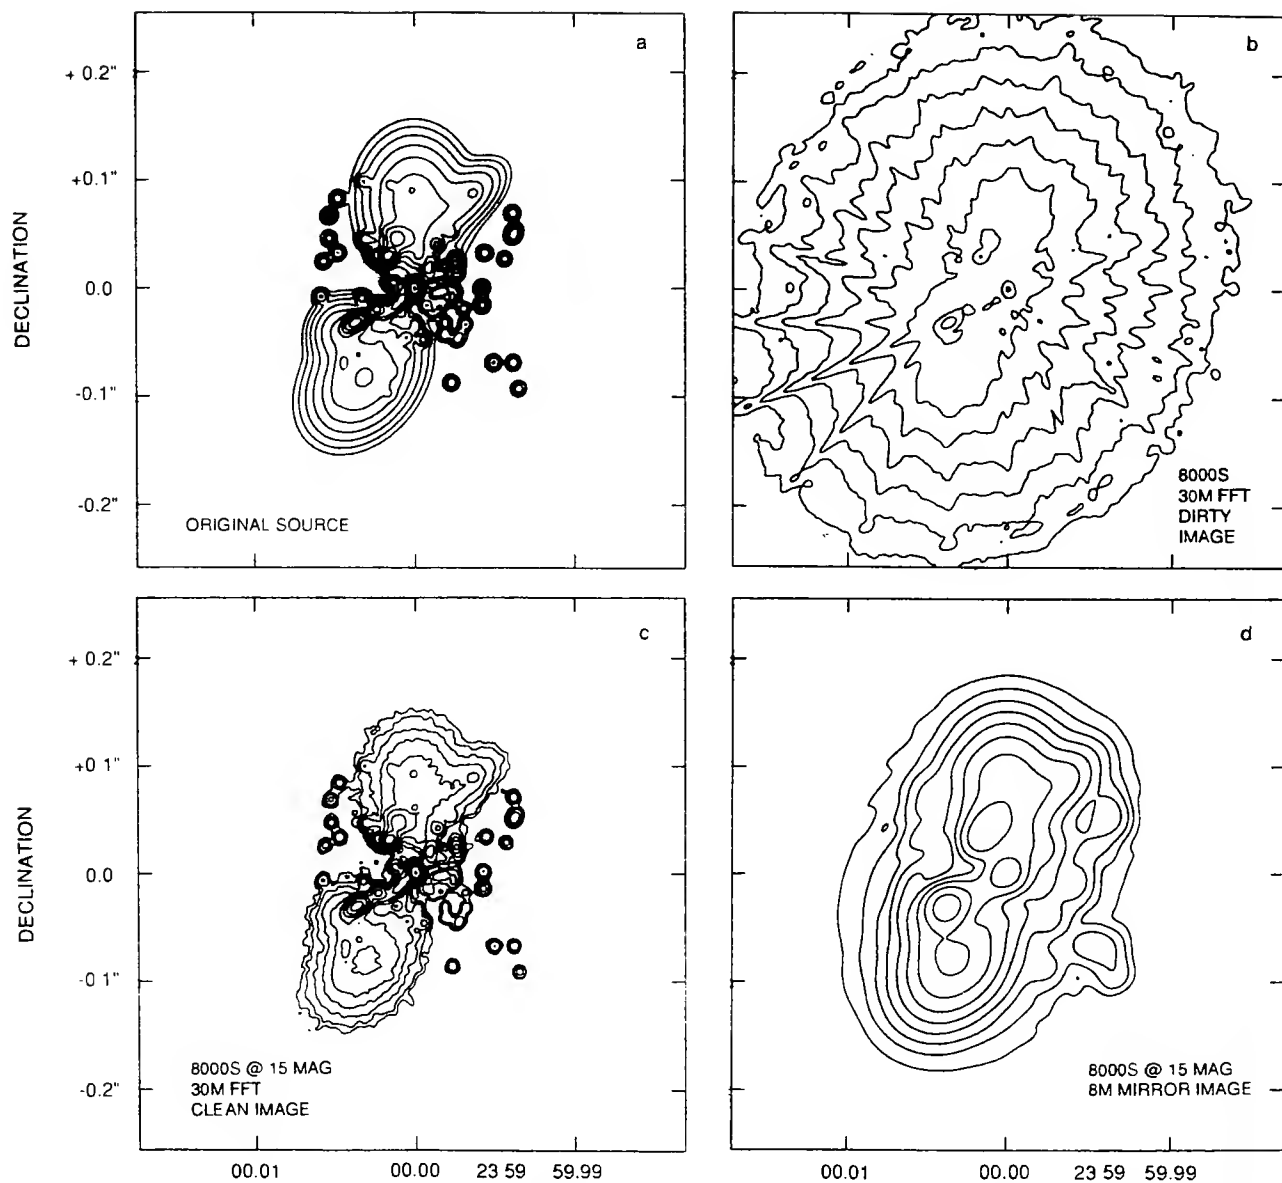 a
b
+ 0.2"
+0.1"
0.0
-0.1"
-0.2"
DECLINATION
ORIGINAL SOURCE
8000S
30M FFT
DIRTY
IMAGE
c
d
+ 0.2"
+0.1"
0.0
-0.1"
-0.2"
DECLINATION
8000S @ 15 MAG
30M FFT
CLEAN IMAGE
8000S @ 15 MAG
8M MIRROR IMAGE
00.01 00.00 23 59 59.99
00.01 00.00 23 59 59.99